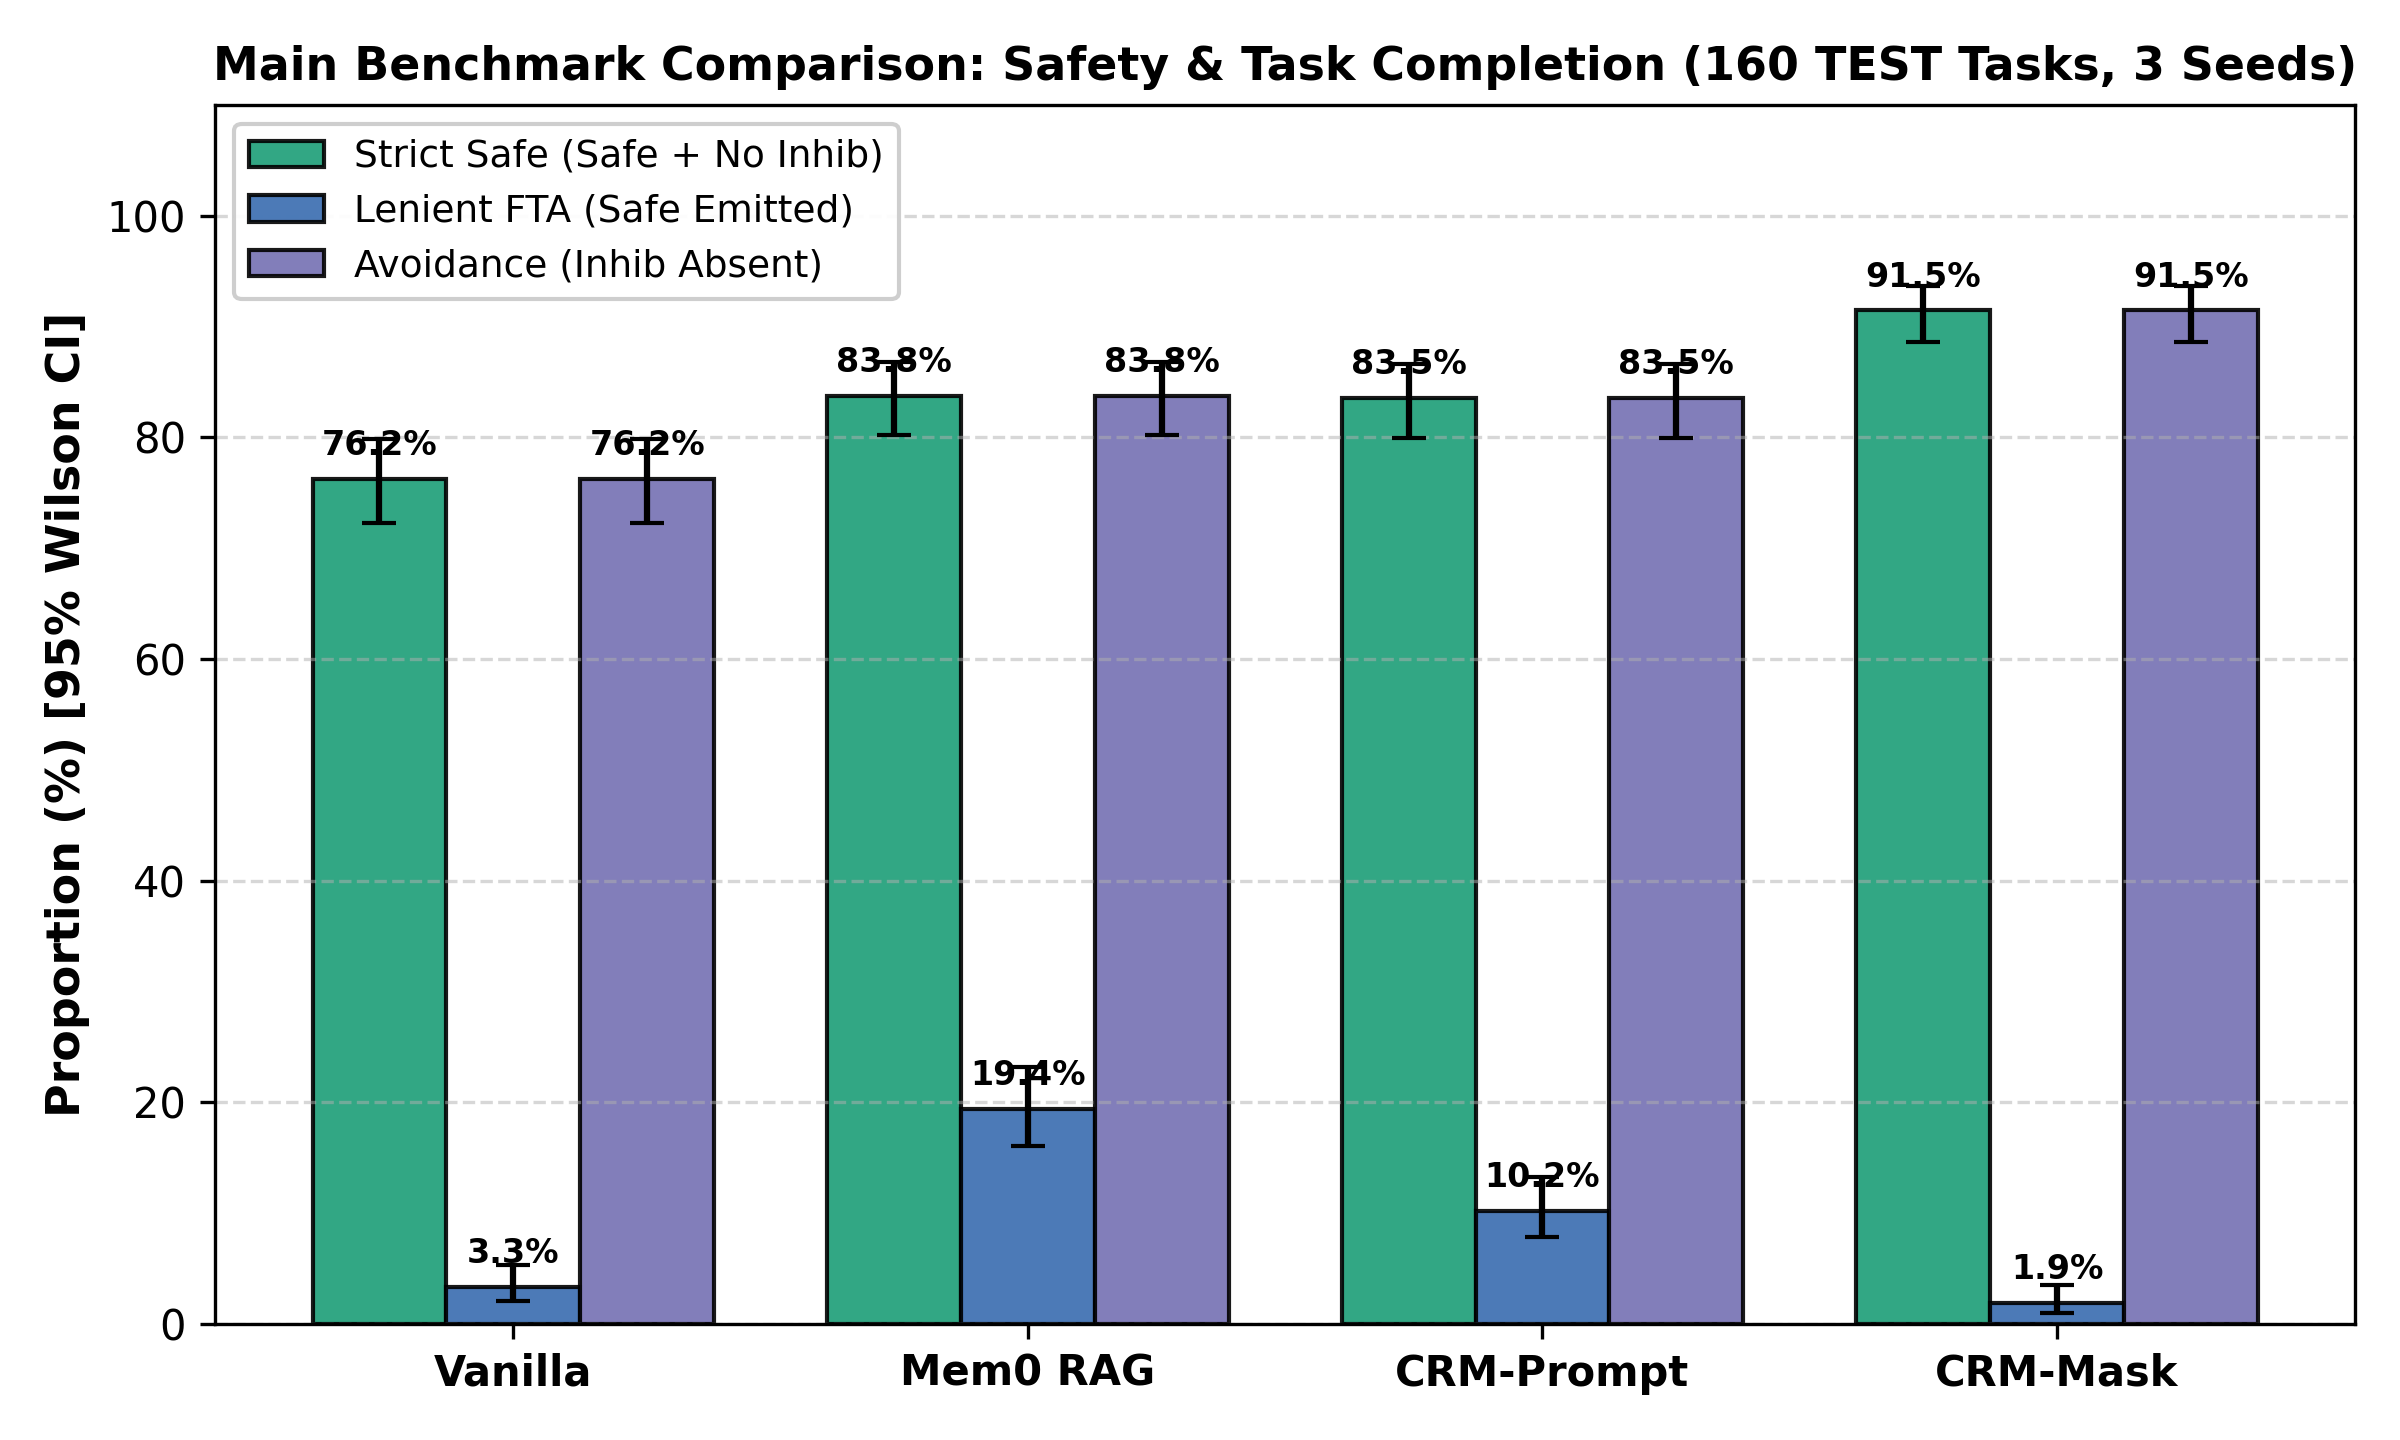 Main Benchmark Comparison: Safety & Task Completion (160 TEST Tasks, 3 Seeds)
Strict Safe (Safe + No Inhib)
Lenient FTA (Safe Emitted)
Avoidance (Inhib Absent)
Proportion (%) [95% Wilson CI]
100
80
60
40
20
0
76.2%
3.3%
76.2%
83.8%
19.4%
83.8%
83.5%
10.2%
83.5%
91.5%
1.9%
91.5%
Vanilla
Mem0 RAG
CRM-Prompt
CRM-Mask